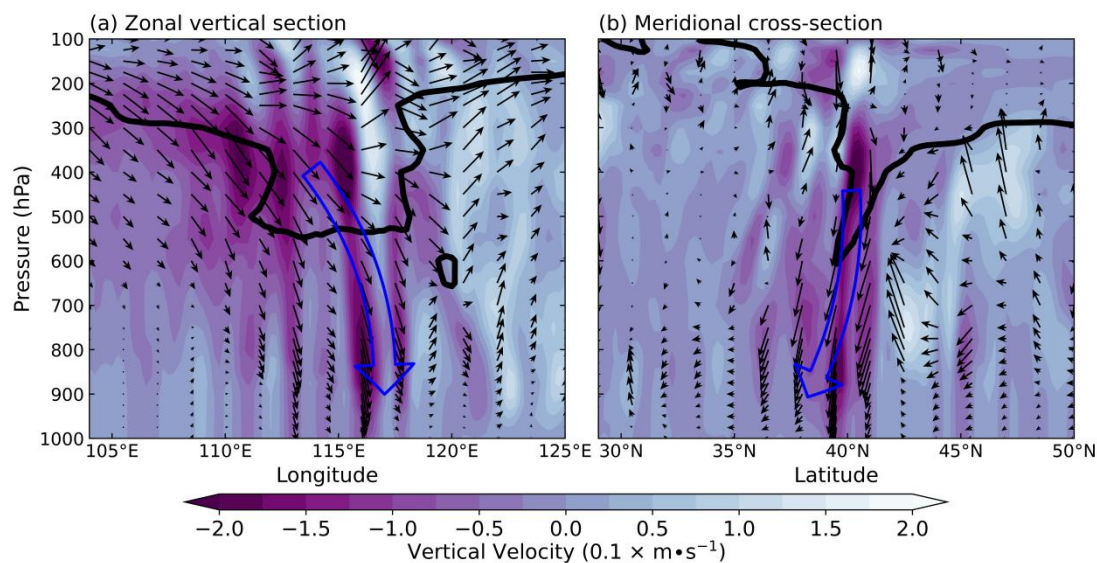 (a) Zonal vertical section
(b) Meridional cross-section
Pressure (hPa)
100
200
300
400
500
600
700
800
900
1000
105°E
110°E
115°E
120°E
125°E
30°N
35°N
40°N
45°N
50°N
Longitude
Latitude
−2.0
−1.5
−1.0
−0.5
0.0
0.5
1.0
1.5
2.0
Vertical Velocity (0.1 × m•s⁻¹)